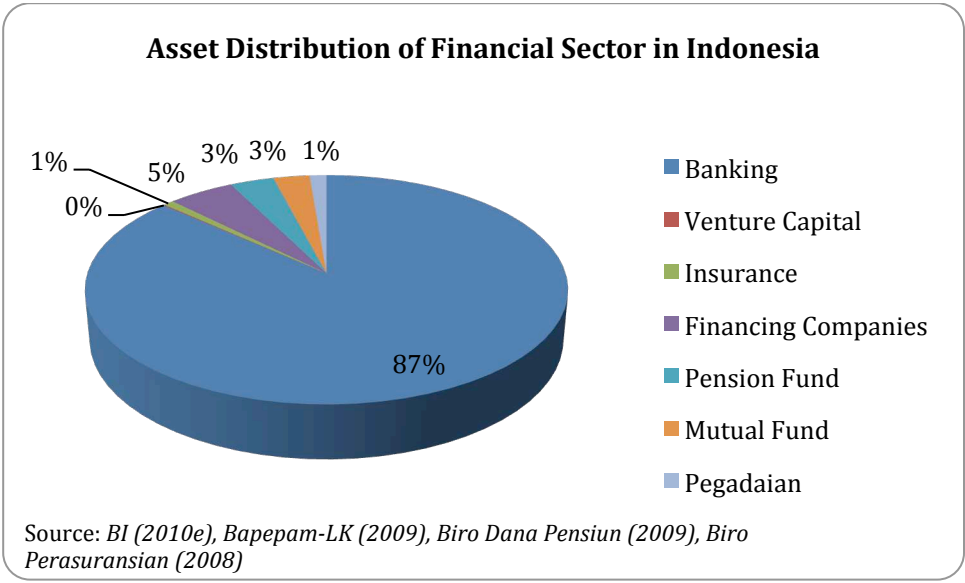 Asset Distribution of Financial Sector in Indonesia
1%
0%
5%
3%
3%
1%
87%
Banking
Venture Capital
Insurance
Financing Companies
Pension Fund
Mutual Fund
Pegadaian
Source: BI (2010e), Bapepam-LK (2009), Biro Dana Pensiun (2009), Biro
Perasuransian (2008)